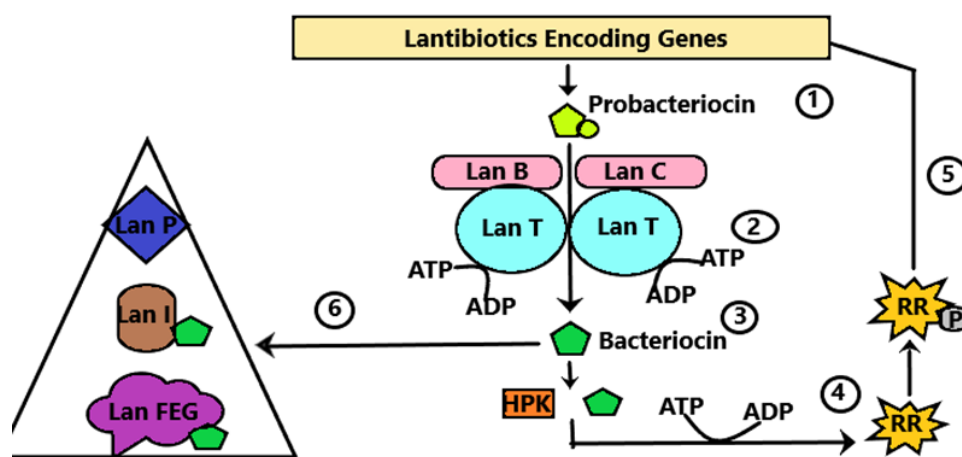 Lantibiotics Encoding Genes
Probacteriocin
1
Lan B
Lan C
5
Lan P
Lan T
Lan T
2
ATP
ATP
ADP
ADP
RR
P
Lan I
6
3
Bacteriocin
HPK
ATP
ADP
4
RR
Lan FEG